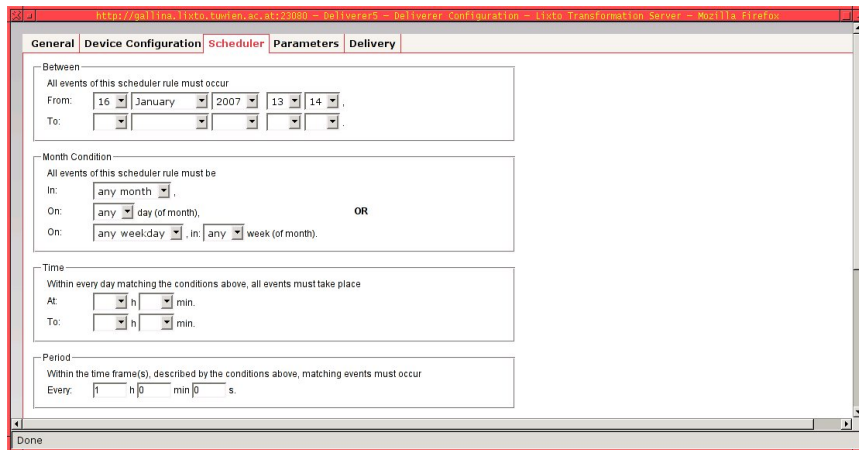 http://gallina.lixto.tuwien.ac.at:23080 - Deliverer5 - Deliverer Configuration - Lixto Transformation Server - Mozilla Firefox
General Device Configuration Scheduler Parameters Delivery
Between
All events of this scheduler rule must occur
From: 16 January 2007 13 14 ,
To: .
Month Condition
All events of this scheduler rule must be
In: any month ,
On: any day (of month), OR
On: any weekday , in: any week (of month).
Time
Within every day matching the conditions above, all events must take place
At: h min.
To: h min.
Period
Within the time frame(s), described by the conditions above, matching events must occur
Every: 1 h 0 min 0 s.
Done